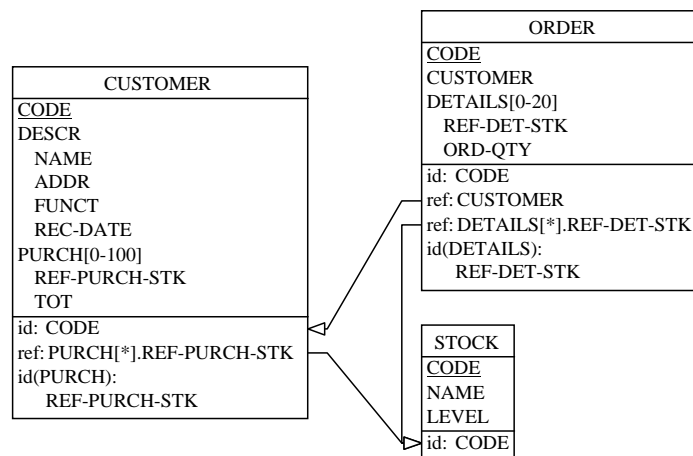 CUSTOMER
CODE
DESCR
NAME
ADDR
FUNCT
REC-DATE
PURCH[0-100]
REF-PURCH-STK
TOT
id: CODE
ref: PURCH[*].REF-PURCH-STK
id(PURCH):
REF-PURCH-STK
ORDER
CODE
CUSTOMER
DETAILS[0-20]
REF-DET-STK
ORD-QTY
id: CODE
ref: CUSTOMER
ref: DETAILS[*].REF-DET-STK
id(DETAILS):
REF-DET-STK
STOCK
CODE
NAME
LEVEL
id: CODE